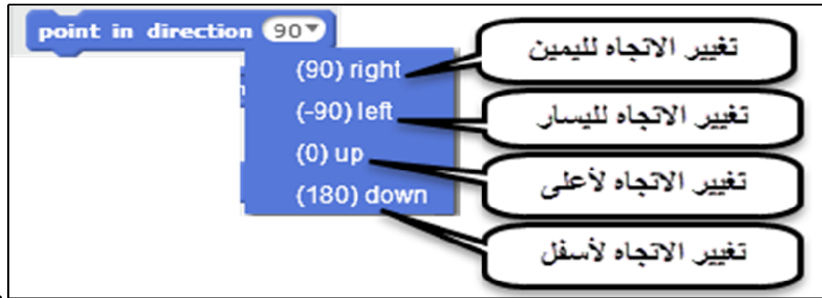 point in direction 90
(90) right
تغيير الاتجاه لليمين
(-90) left
تغيير الاتجاه لليسار
(0) up
تغيير الاتجاه لأعلى
(180) down
تغيير الاتجاه لأسفل